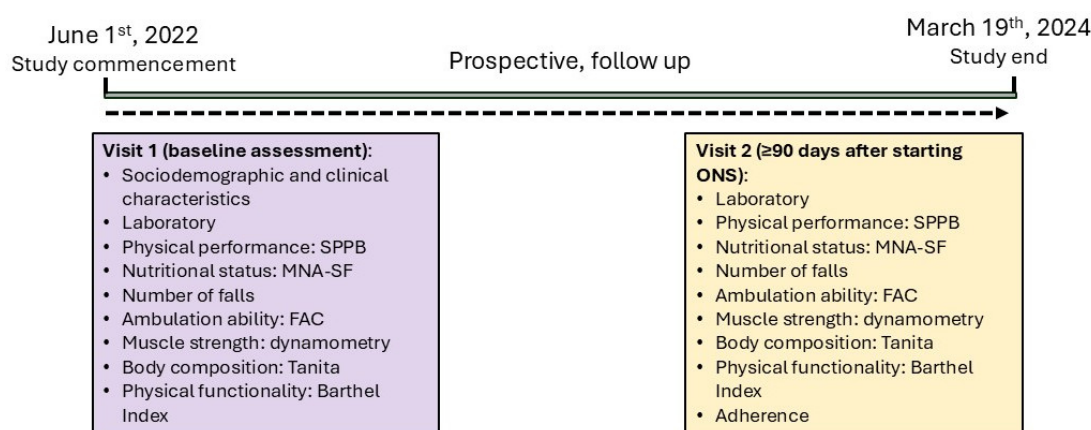 June 1st, 2022
Study commencement
Prospective, follow up
March 19th, 2024
Study end
Visit 1 (baseline assessment):
• Sociodemographic and clinical
characteristics
• Laboratory
• Physical performance: SPPB
• Nutritional status: MNA-SF
• Number of falls
• Ambulation ability: FAC
• Muscle strength: dynamometry
• Body composition: Tanita
• Physical functionality: Barthel
Index
Visit 2 (≥90 days after starting
ONS):
• Laboratory
• Physical performance: SPPB
• Nutritional status: MNA-SF
• Number of falls
• Ambulation ability: FAC
• Muscle strength: dynamometry
• Body composition: Tanita
• Physical functionality: Barthel
Index
• Adherence